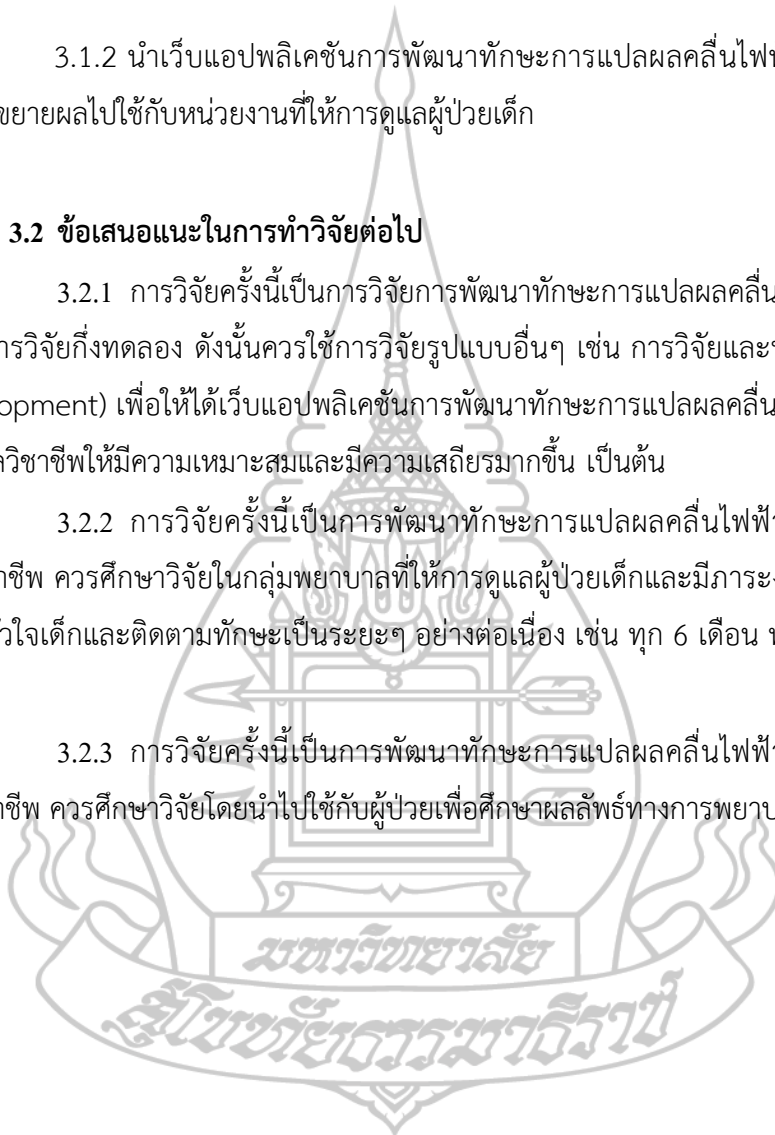 3.1.2 นำเว็บแอปพลิเคชันการพัฒนาทักษะการแปลผลคลื่นไฟฟ
ขยายผลไปใช้กับหน่วยงานที่ให้การดูแลผู้ป่วยเด็ก
3.2 ข้อเสนอแนะในการทำวิจัยต่อไป
3.2.1 การวิจัยครั้งนี้เป็นการวิจัยการพัฒนาทักษะการแปลผลคลื่น
ารวิจัยกึ่งทดลอง ดังนั้นควรใช้การวิจัยรูปแบบอื่นๆ เช่น การวิจัยและ
opment) เพื่อให้ได้เว็บแอปพลิเคชันการพัฒนาทักษะการแปลผลคลื่น
ลวิชาชีพให้มีความเหมาะสมและมีความเสถียรมากขึ้น เป็นต้น
3.2.2 การวิจัยครั้งนี้เป็นการพัฒนาทักษะการแปลผลคลื่นไฟฟ้า
าชีพ ควรศึกษาวิจัยในกลุ่มพยาบาลที่ให้การดูแลผู้ป่วยเด็กและมีภาระ
หัวใจเด็กและติดตามทักษะเป็นระยะๆ อย่างต่อเนื่อง เช่น ทุก 6 เดือน
3.2.3 การวิจัยครั้งนี้เป็นการพัฒนาทักษะการแปลผลคลื่นไฟฟ้า
าชีพ ควรศึกษาวิจัยโดยนำไปใช้กับผู้ป่วยเพื่อศึกษาผลลัพธ์ทางการพยาบ
มหาวิทยาลัย
สุโขทัยธรรมาธิราช